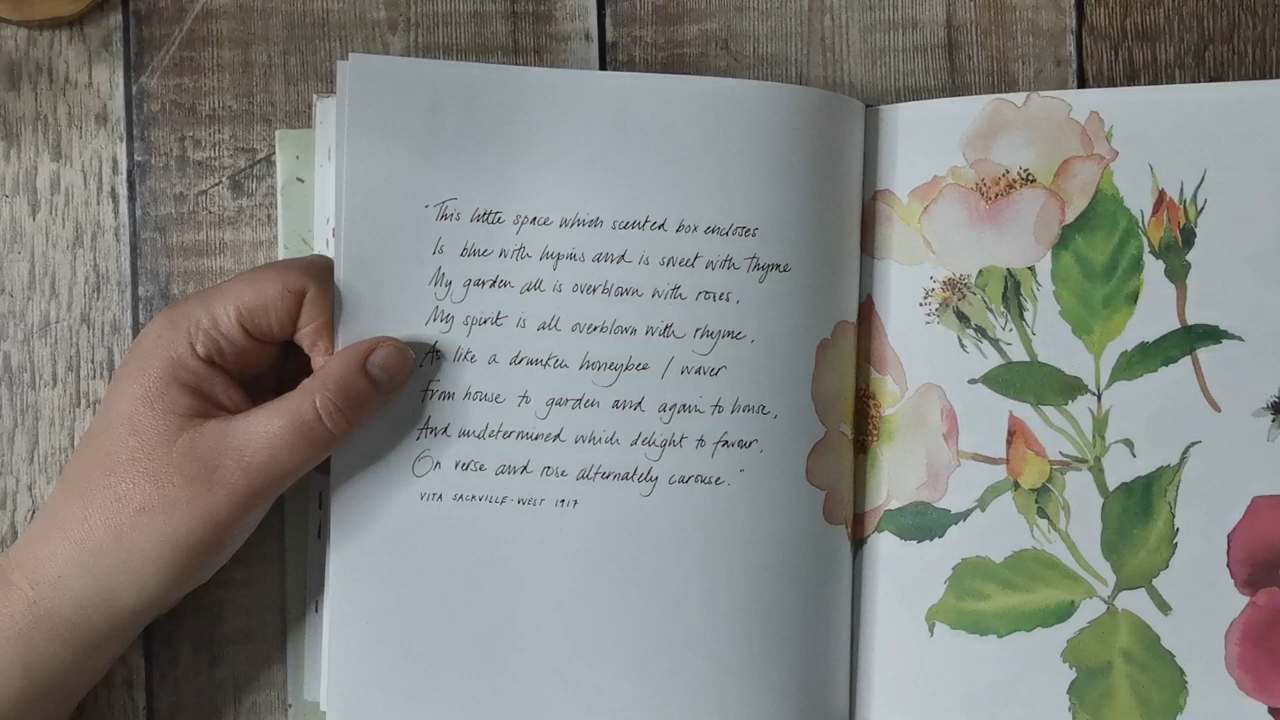 "This little space which scented box encloses
Is blue with lupins and is sweet with thyme
My garden all is overblown with roses,
My spirit is all overblown with rhyme,
As like a drunken honeybee I waver
From house to garden and again to house,
And undetermined which delight to favour,
On verse and rose alternately carouse."
VITA SACKVILLE-WEST 1917